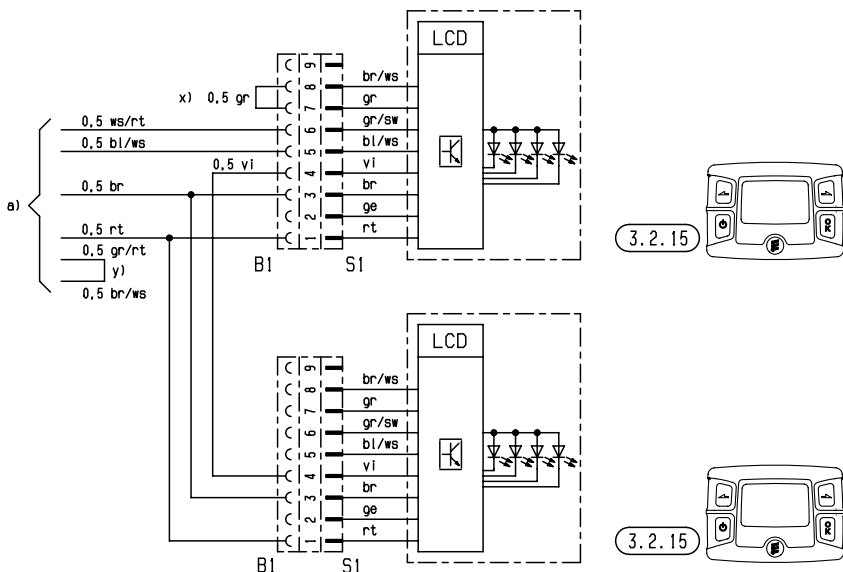 LCD
9
br/ws
x) 0,5 gr
8
gr
7
0,5 ws/rt
gr/sw
6
0,5 bl/ws
bl/ws
5
0,5 vi
vi
4
0,5 br
br
3
a)
ge
2
0,5 rt
rt
1
0,5 gr/rt
y)
0,5 br/ws
B1
S1
3.2.15
OK
LCD
9
br/ws
8
gr
7
gr/sw
6
bl/ws
5
vi
4
br
3
ge
2
rt
1
B1
S1
3.2.15
OK